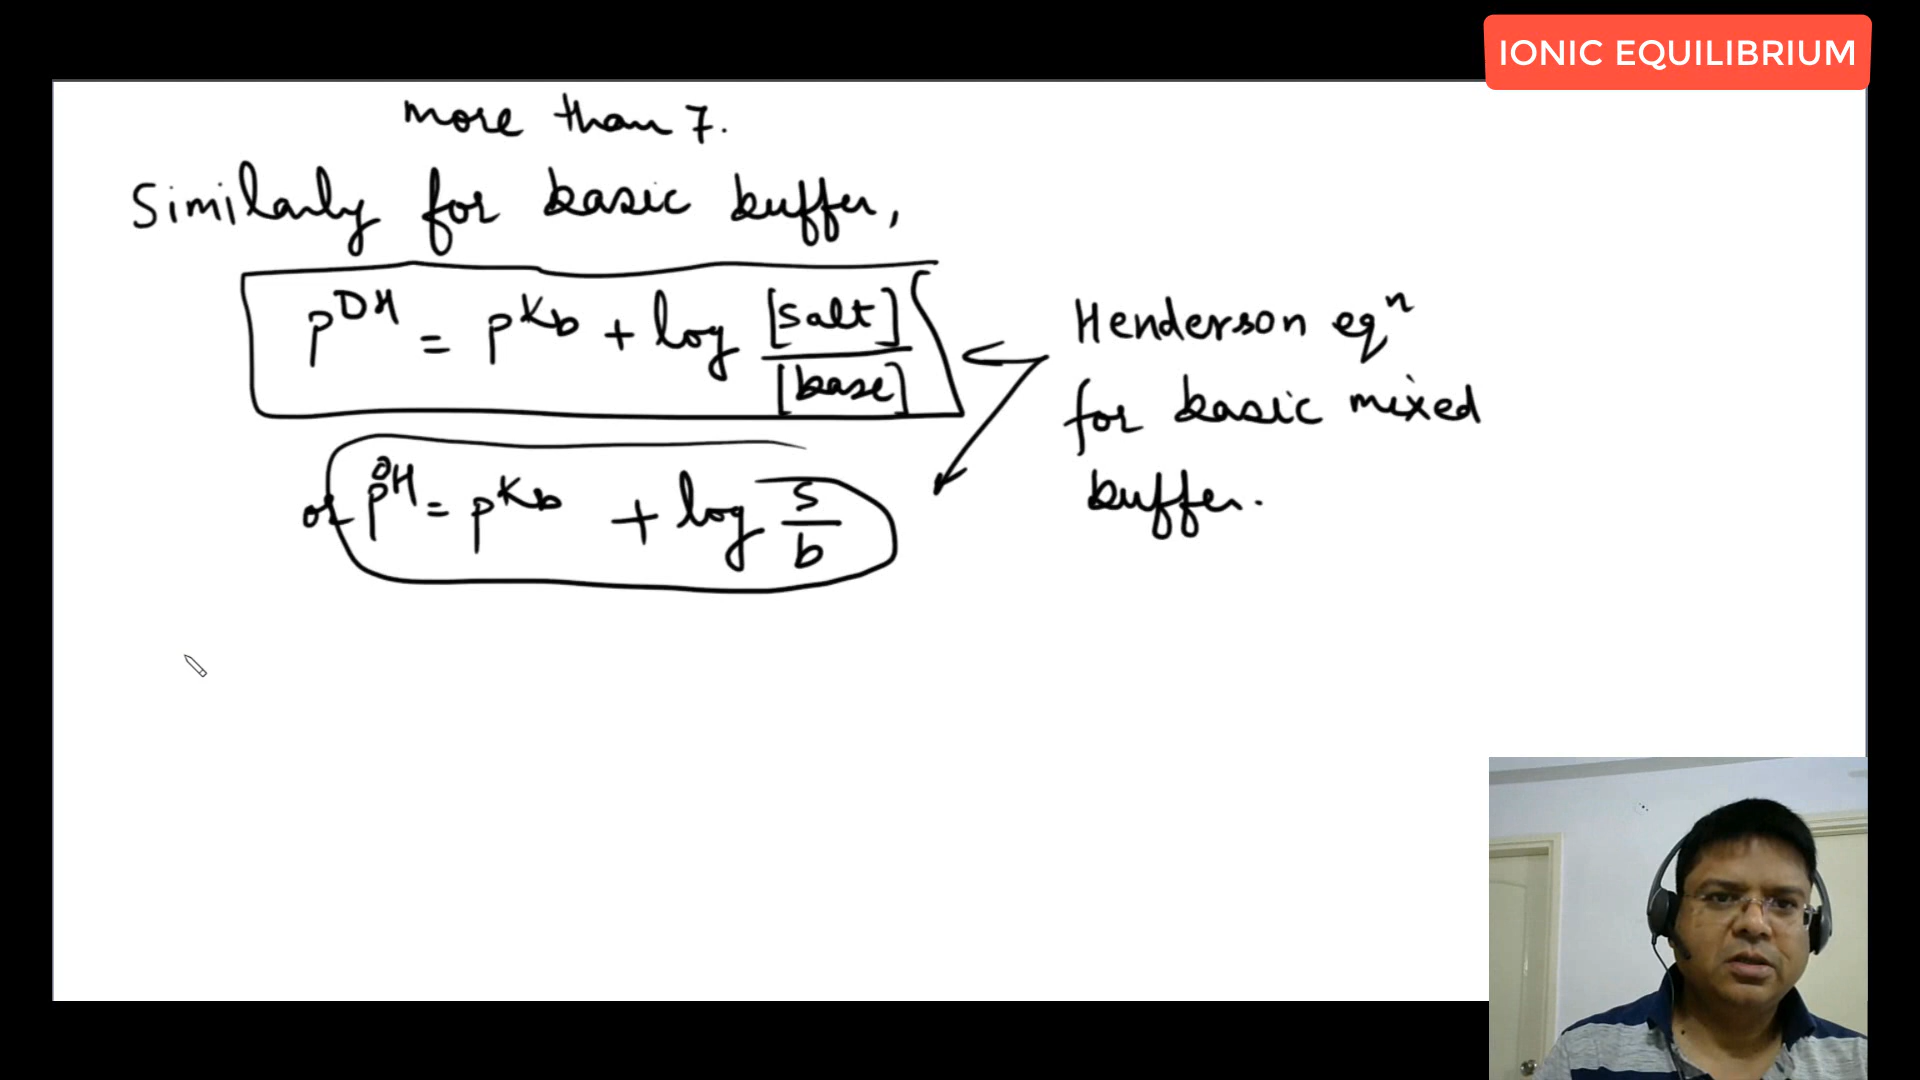 IONIC EQUILIBRIUM
more than 7.
Similarly for basic buffer,
pOH = pKb + log [salt]/[base]
or pOH = pKb + log s/b
Henderson eqn
for basic mixed
buffer.